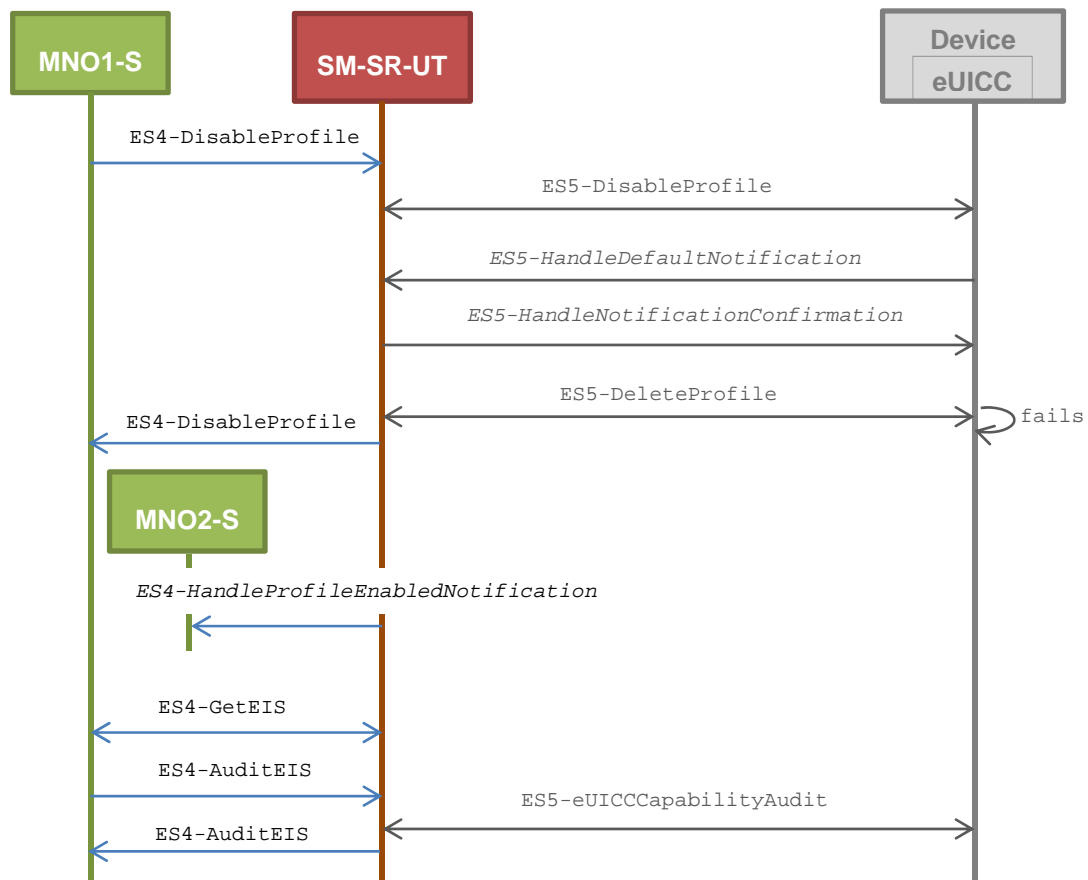 MNO1-S
SM-SR-UT
Device
eUICC
ES4-DisableProfile
ES5-DisableProfile
ES5-HandleDefaultNotification
ES5-HandleNotificationConfirmation
ES5-DeleteProfile
fails
ES4-DisableProfile
MNO2-S
ES4-HandleProfileEnabledNotification
ES4-GetEIS
ES4-AuditEIS
ES5-eUICCCapabilityAudit
ES4-AuditEIS